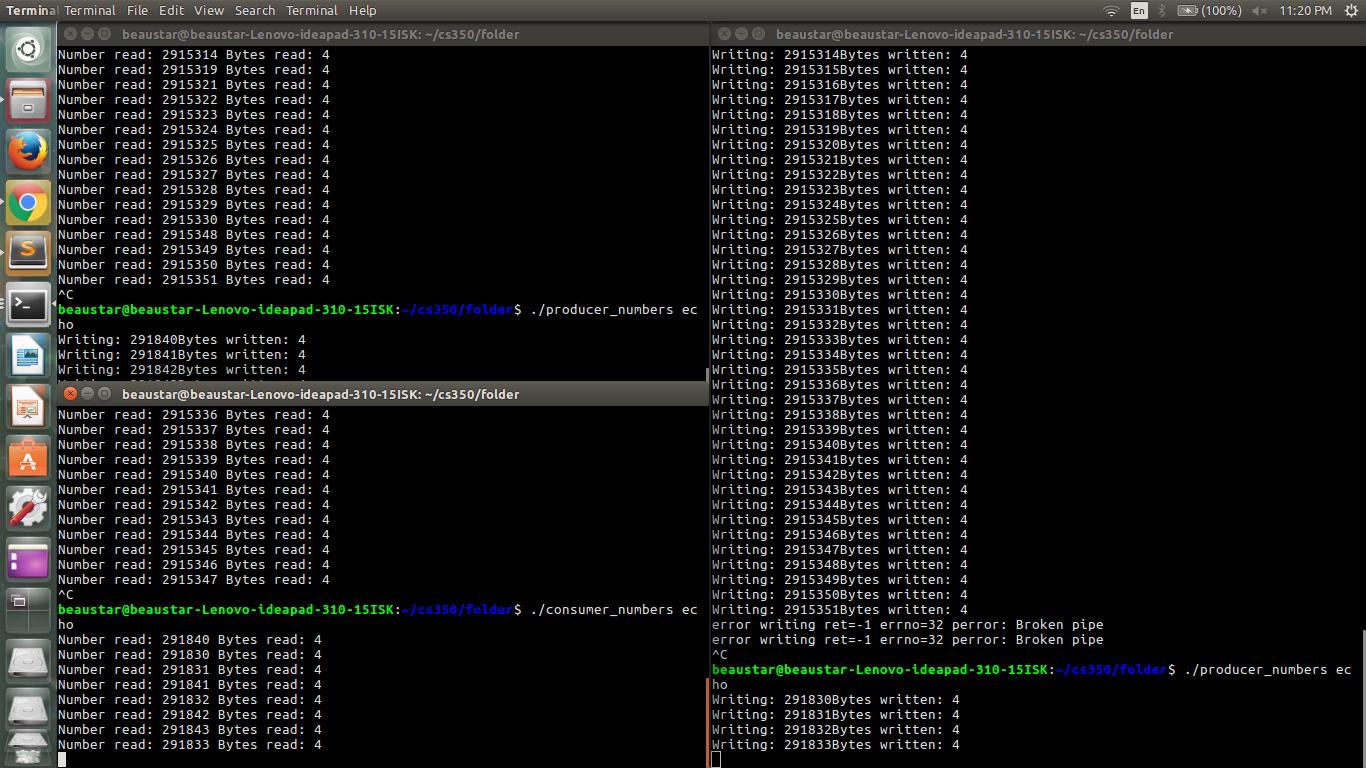 Terminal Terminal File Edit View Search Terminal Help En (100%) 11:20 PM
beaustar@beaustar-Lenovo-ideapad-310-15ISK: ~/cs350/folder
Number read: 2915314 Bytes read: 4
Number read: 2915319 Bytes read: 4
Number read: 2915321 Bytes read: 4
Number read: 2915322 Bytes read: 4
Number read: 2915323 Bytes read: 4
Number read: 2915324 Bytes read: 4
Number read: 2915325 Bytes read: 4
Number read: 2915326 Bytes read: 4
Number read: 2915327 Bytes read: 4
Number read: 2915328 Bytes read: 4
Number read: 2915329 Bytes read: 4
Number read: 2915330 Bytes read: 4
Number read: 2915348 Bytes read: 4
Number read: 2915349 Bytes read: 4
Number read: 2915350 Bytes read: 4
Number read: 2915351 Bytes read: 4
^C
beaustar@beaustar-Lenovo-ideapad-310-15ISK:~/cs350/folder$ ./producer_numbers ec
ho
Writing: 291840Bytes written: 4
Writing: 291841Bytes written: 4
Writing: 291842Bytes written: 4
beaustar@beaustar-Lenovo-ideapad-310-15ISK: ~/cs350/folder
Number read: 2915336 Bytes read: 4
Number read: 2915337 Bytes read: 4
Number read: 2915338 Bytes read: 4
Number read: 2915339 Bytes read: 4
Number read: 2915340 Bytes read: 4
Number read: 2915341 Bytes read: 4
Number read: 2915342 Bytes read: 4
Number read: 2915343 Bytes read: 4
Number read: 2915344 Bytes read: 4
Number read: 2915345 Bytes read: 4
Number read: 2915346 Bytes read: 4
Number read: 2915347 Bytes read: 4
^C
beaustar@beaustar-Lenovo-ideapad-310-15ISK:~/cs350/folder$ ./consumer_numbers ec
ho
Number read: 291840 Bytes read: 4
Number read: 291830 Bytes read: 4
Number read: 291831 Bytes read: 4
Number read: 291841 Bytes read: 4
Number read: 291832 Bytes read: 4
Number read: 291842 Bytes read: 4
Number read: 291843 Bytes read: 4
Number read: 291833 Bytes read: 4
beaustar@beaustar-Lenovo-ideapad-310-15ISK: ~/cs350/folder
Writing: 2915314Bytes written: 4
Writing: 2915315Bytes written: 4
Writing: 2915316Bytes written: 4
Writing: 2915317Bytes written: 4
Writing: 2915318Bytes written: 4
Writing: 2915319Bytes written: 4
Writing: 2915320Bytes written: 4
Writing: 2915321Bytes written: 4
Writing: 2915322Bytes written: 4
Writing: 2915323Bytes written: 4
Writing: 2915324Bytes written: 4
Writing: 2915325Bytes written: 4
Writing: 2915326Bytes written: 4
Writing: 2915327Bytes written: 4
Writing: 2915328Bytes written: 4
Writing: 2915329Bytes written: 4
Writing: 2915330Bytes written: 4
Writing: 2915331Bytes written: 4
Writing: 2915332Bytes written: 4
Writing: 2915333Bytes written: 4
Writing: 2915334Bytes written: 4
Writing: 2915335Bytes written: 4
Writing: 2915336Bytes written: 4
Writing: 2915337Bytes written: 4
Writing: 2915338Bytes written: 4
Writing: 2915339Bytes written: 4
Writing: 2915340Bytes written: 4
Writing: 2915341Bytes written: 4
Writing: 2915342Bytes written: 4
Writing: 2915343Bytes written: 4
Writing: 2915344Bytes written: 4
Writing: 2915345Bytes written: 4
Writing: 2915346Bytes written: 4
Writing: 2915347Bytes written: 4
Writing: 2915348Bytes written: 4
Writing: 2915349Bytes written: 4
Writing: 2915350Bytes written: 4
Writing: 2915351Bytes written: 4
error writing ret=-1 errno=32 perror: Broken pipe
error writing ret=-1 errno=32 perror: Broken pipe
^C
beaustar@beaustar-Lenovo-ideapad-310-15ISK:~/cs350/folder$ ./producer_numbers ec
ho
Writing: 291830Bytes written: 4
Writing: 291831Bytes written: 4
Writing: 291832Bytes written: 4
Writing: 291833Bytes written: 4